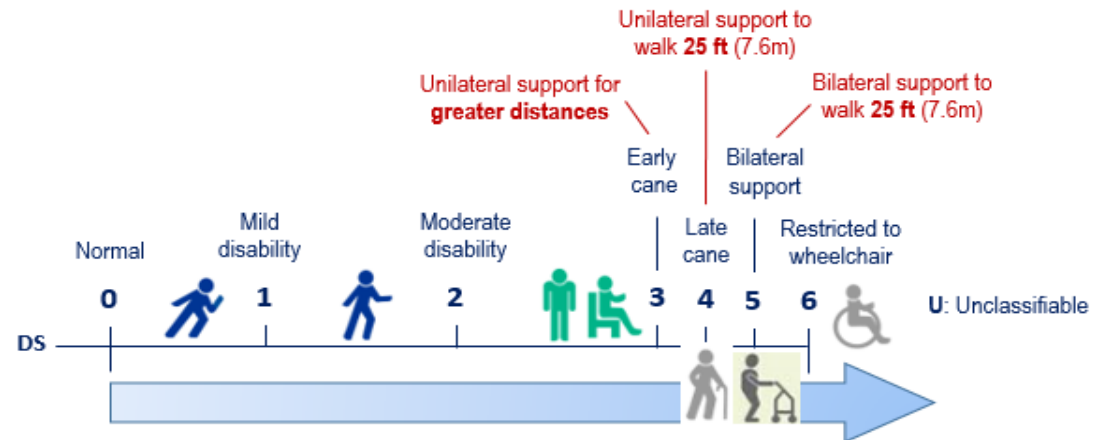 Unilateral support to
walk 25 ft (7.6m)
Unilateral support for
greater distances
Bilateral support to
walk 25 ft (7.6m)
Early
cane
Bilateral
support
Normal
Mild
disability
Moderate
disability
Late
cane
Restricted to
wheelchair
0 1 2 3 4 5 6
U: Unclassifiable
DS